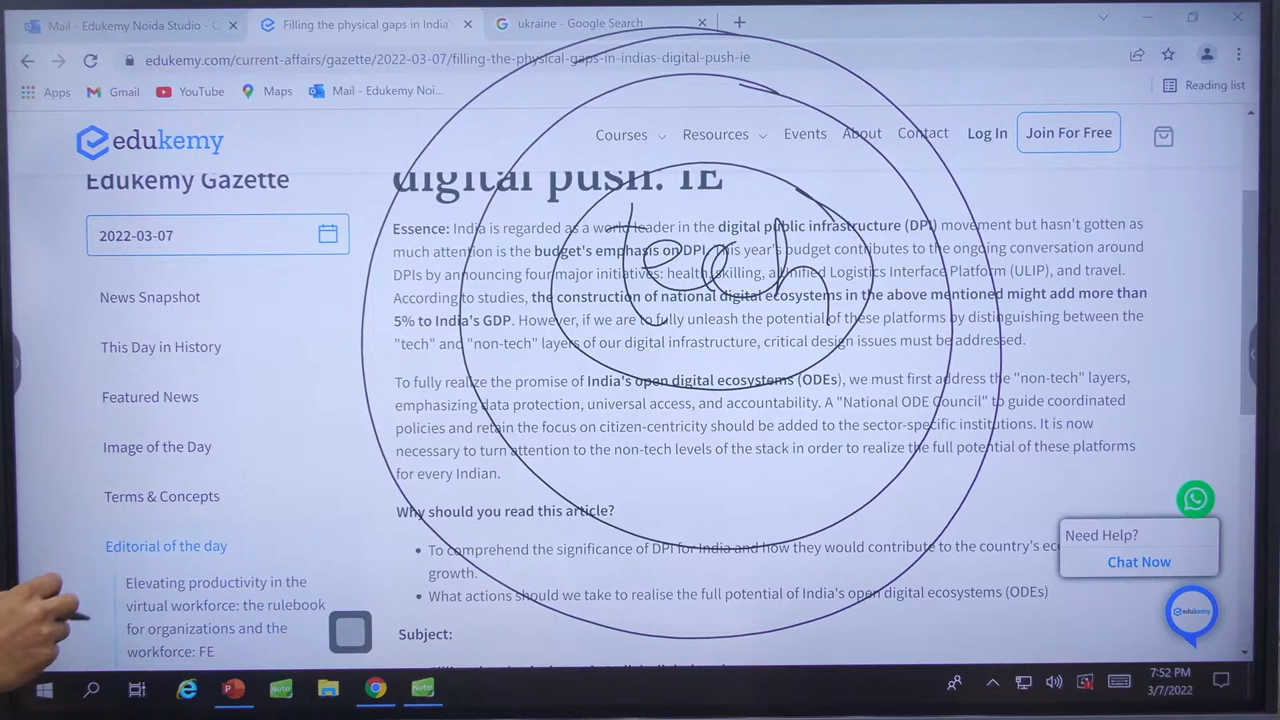 Mail - Edukemy Noida Studio - C
Filling the physical gaps in India
ukraine - Google Search
edukemy.com/current-affairs/gazette/2022-03-07/filling-the-physical-gaps-in-indias-digital-push-ie
Apps
Gmail
YouTube
Maps
Mail - Edukemy Noi...
Reading list
edukemy
Courses
Resources
Events
About
Contact
Log In
Join For Free
Edukemy Gazette
2022-03-07
News Snapshot
This Day in History
Featured News
Image of the Day
Terms & Concepts
Editorial of the day
Elevating productivity in the
virtual workforce: the rulebook
for organizations and the
workforce: FE
digital push: IE
Essence: India is regarded as a world leader in the digital public infrastructure (DPI) movement but hasn't gotten as
much attention is the budget's emphasis on DPI. This year's budget contributes to the ongoing conversation around
DPIs by announcing four major initiatives: health, skilling, a Unified Logistics Interface Platform (ULIP), and travel.
According to studies, the construction of national digital ecosystems in the above mentioned might add more than
5% to India's GDP. However, if we are to fully unleash the potential of these platforms by distinguishing between the
"tech" and "non-tech" layers of our digital infrastructure, critical design issues must be addressed.
tech
To fully realize the promise of India's open digital ecosystems (ODEs), we must first address the "non-tech" layers,
emphasizing data protection, universal access, and accountability. A "National ODE Council" to guide coordinated
policies and retain the focus on citizen-centricity should be added to the sector-specific institutions. It is now
necessary to turn attention to the non-tech levels of the stack in order to realize the full potential of these platforms
for every Indian.
Why should you read this article?
To comprehend the significance of DPI for India and how they would contribute to the country's ec
growth.
What actions should we take to realise the full potential of India's open digital ecosystems (ODEs)
Subject:
Need Help?
Chat Now
edukemy
Note
Note
7:52 PM
3/7/2022